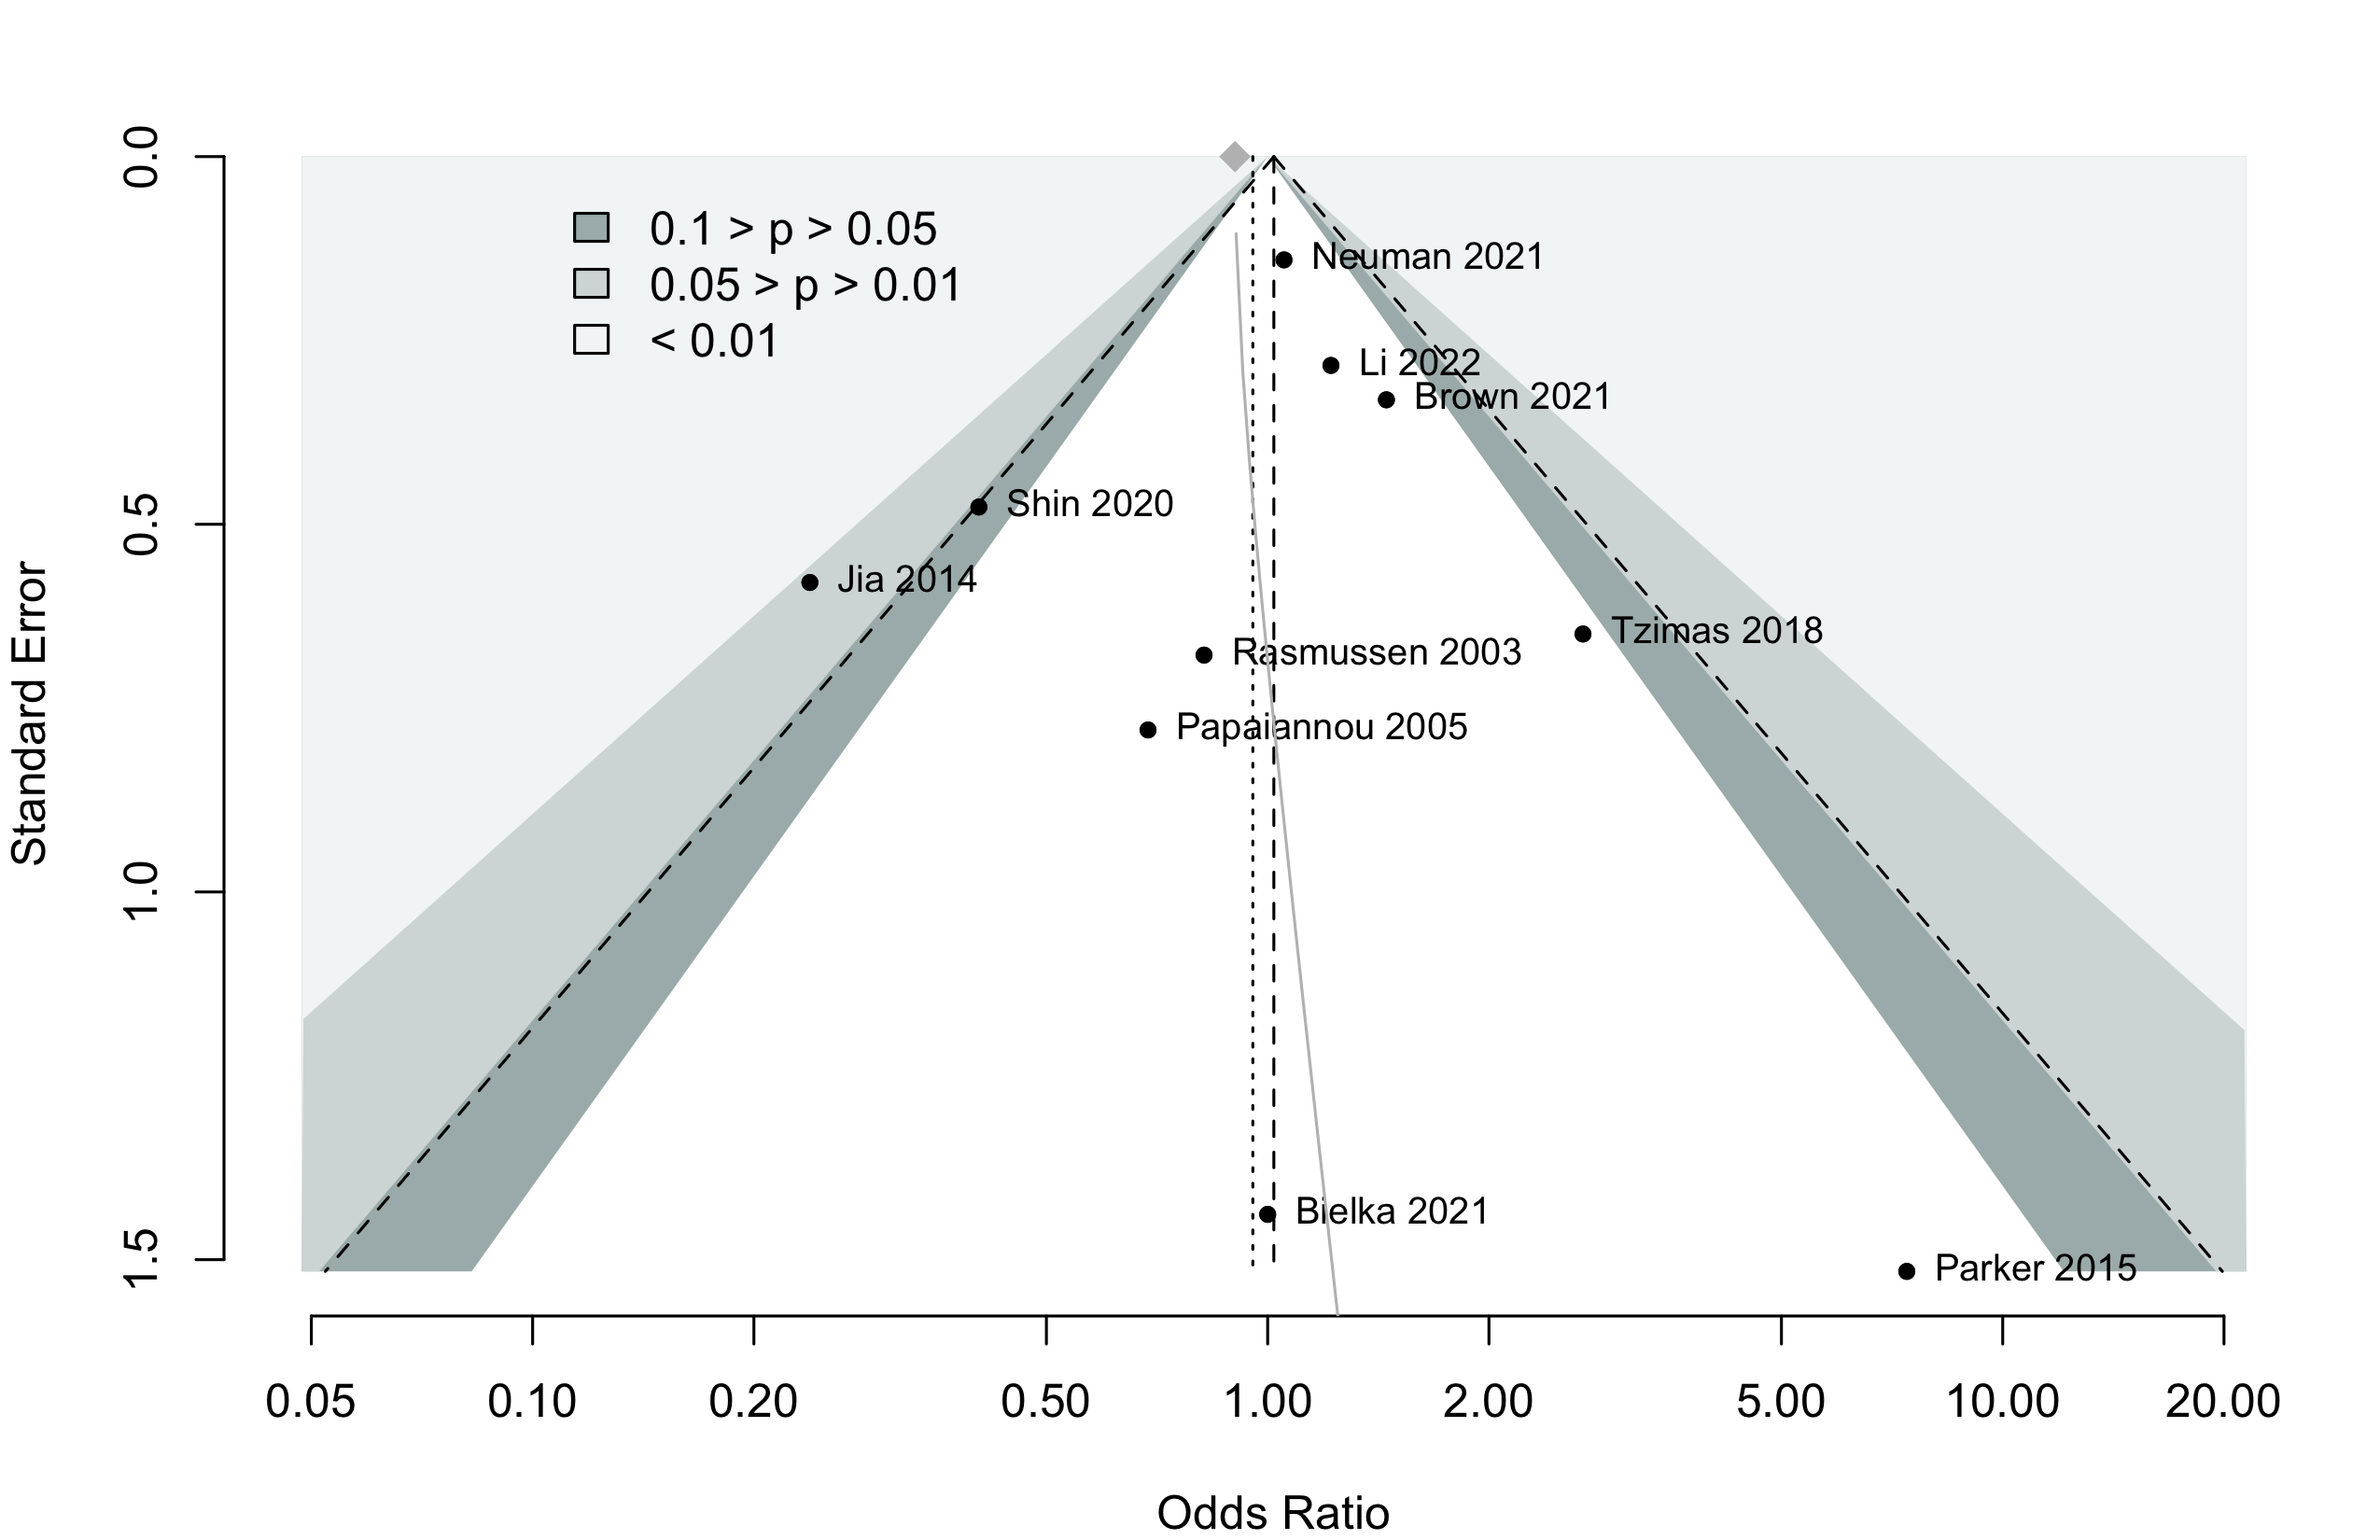 0.1 > p > 0.05
0.05 > p > 0.01
< 0.01
Neuman 2021
Li 2022
Brown 2021
Shin 2020
Jia 2014
Tzimas 2018
Rasmussen 2003
Papaiannou 2005
Bielka 2021
Parker 2015
Standard Error
0.0
0.5
1.0
1.5
0.05 0.10 0.20 0.50 1.00 2.00 5.00 10.00 20.00
Odds Ratio